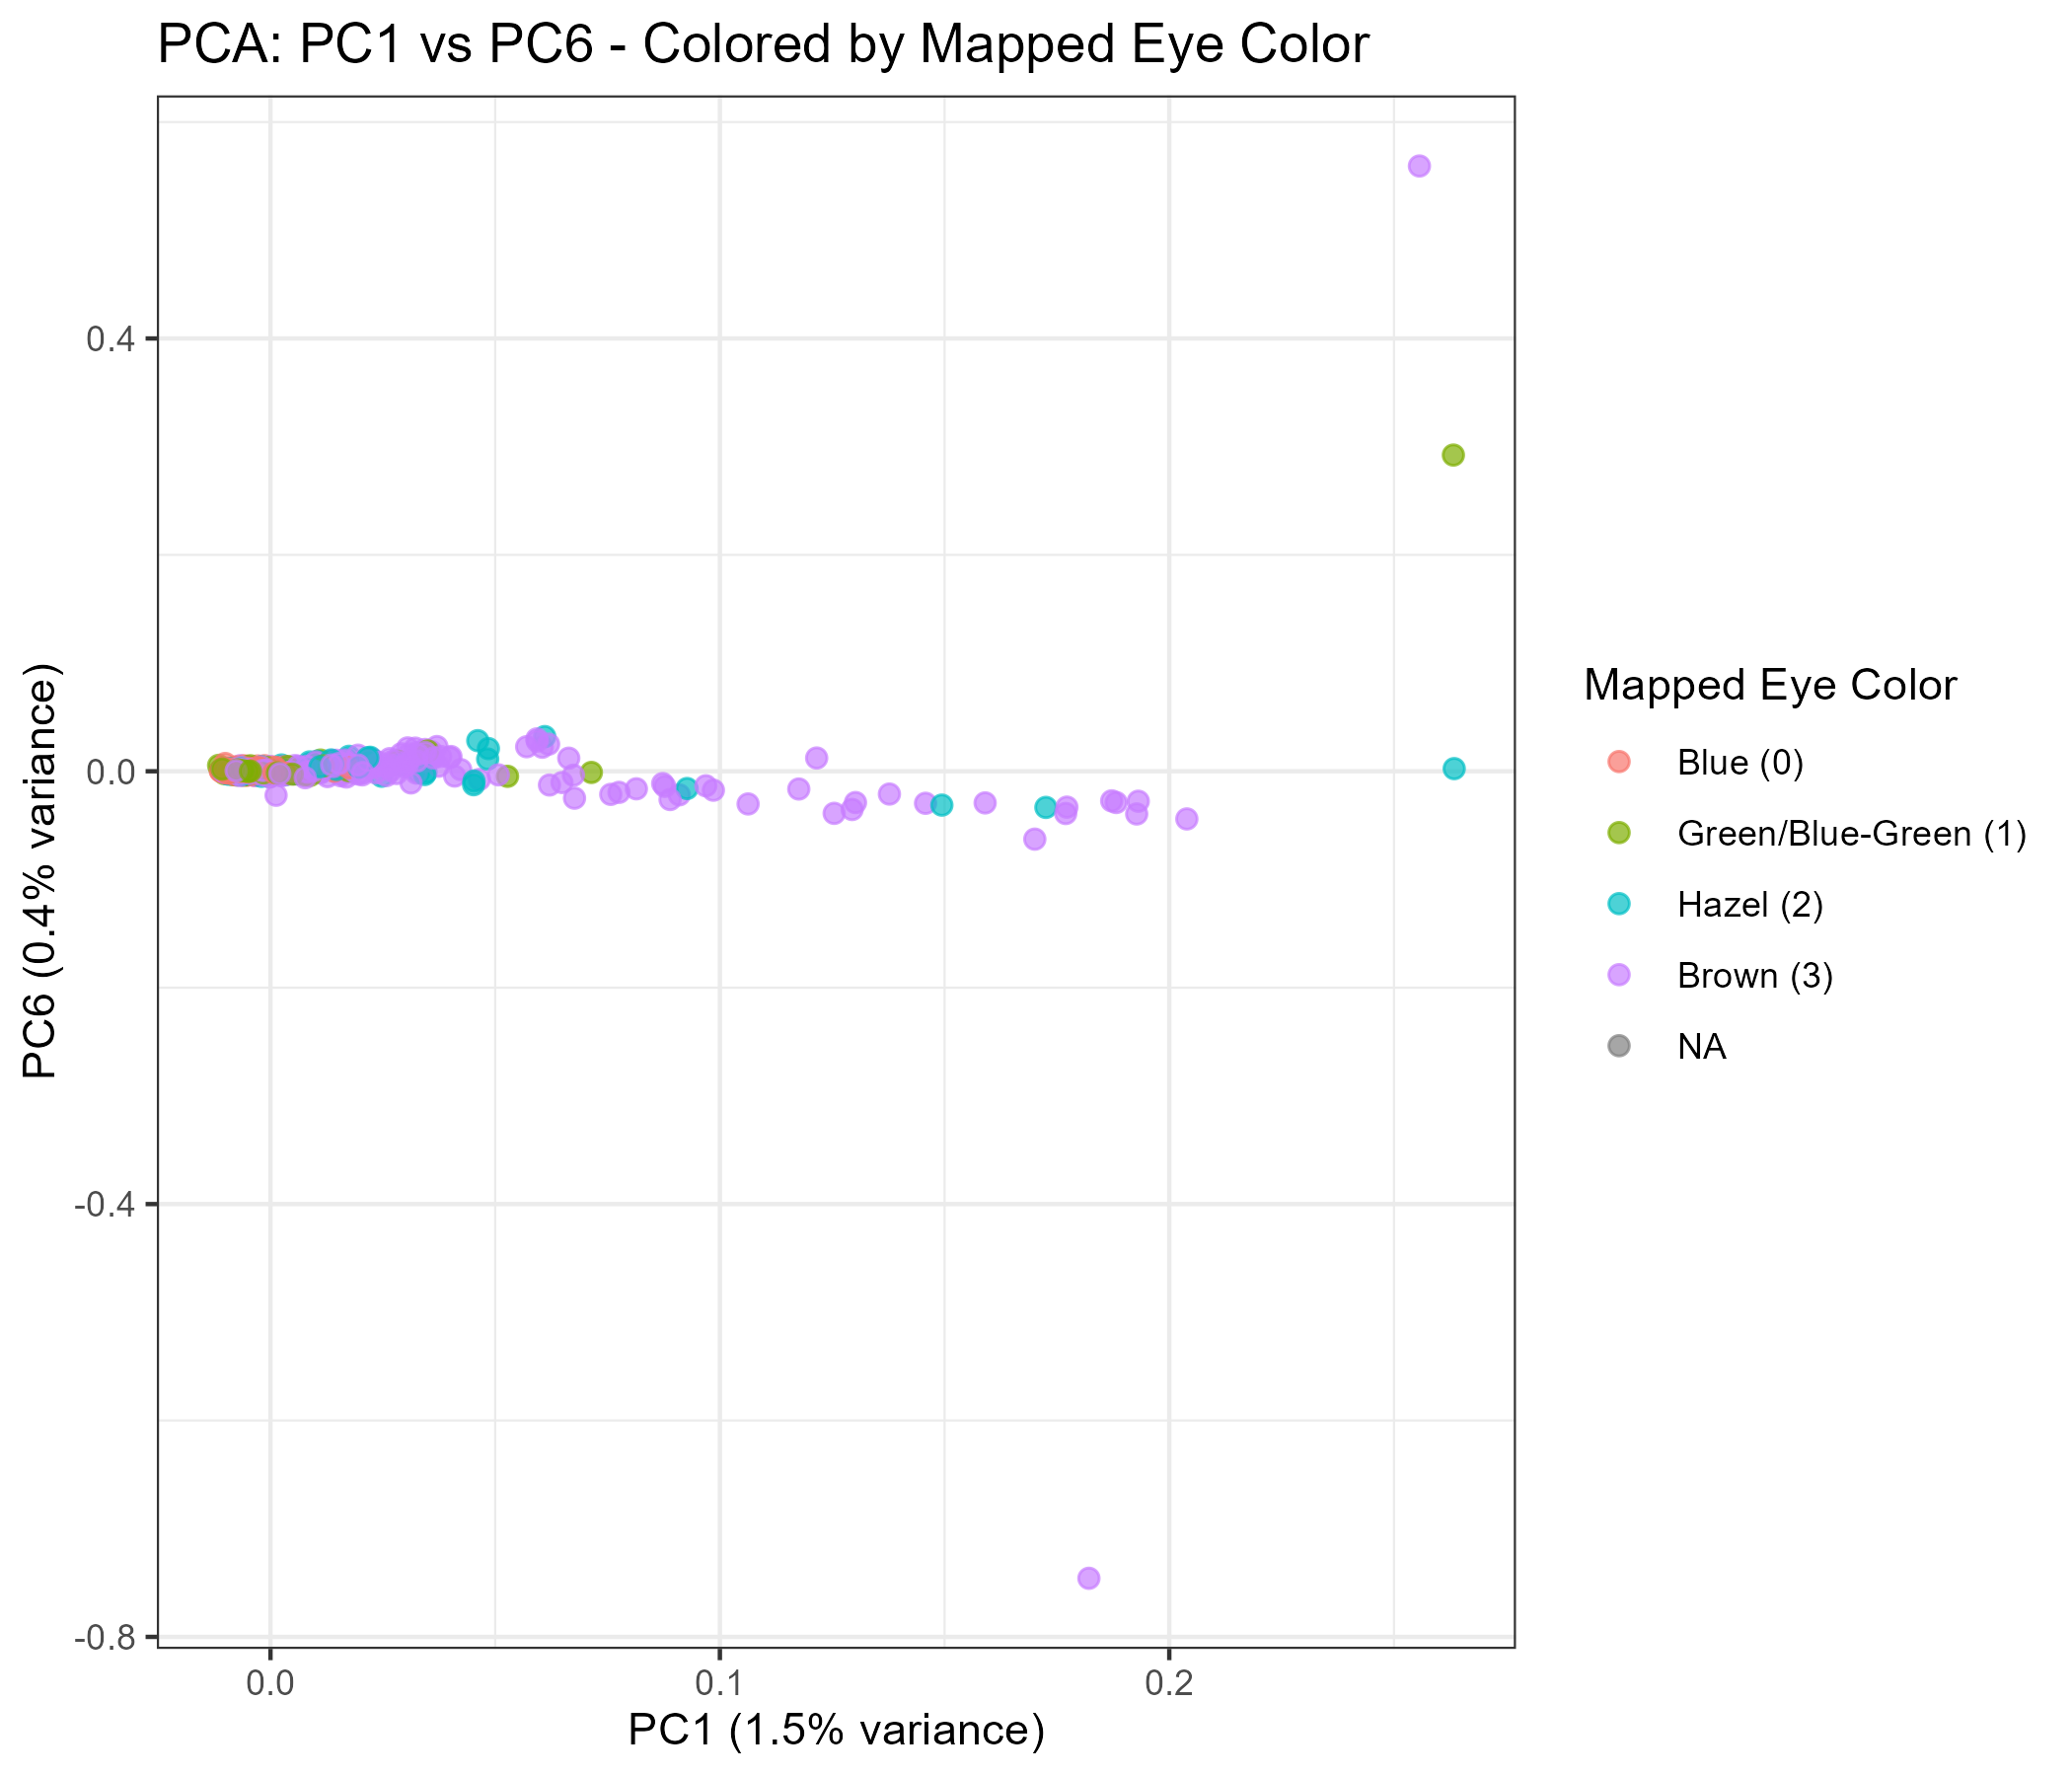 PCA: PC1 vs PC6 - Colored by Mapped Eye Color
0.4
0.0
-0.4
-0.8
PC6 (0.4% variance)
0.0
0.1
0.2
PC1 (1.5% variance)
Mapped Eye Color
Blue (0)
Green/Blue-Green (1)
Hazel (2)
Brown (3)
NA